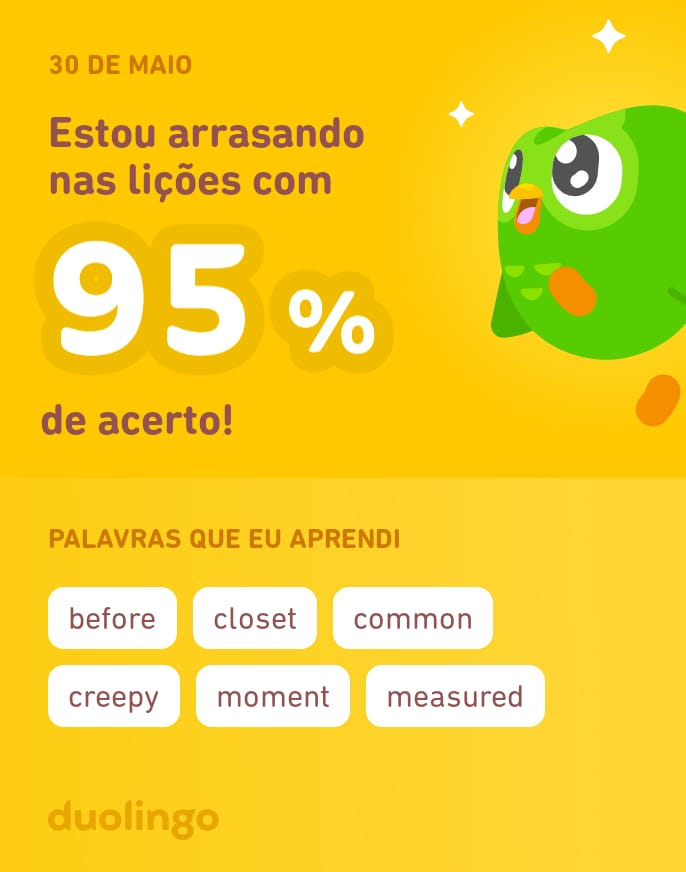 30 DE MAIO
Estou arrasando
nas lições com
95 %
de acerto!
PALAVRAS QUE EU APRENDI
before closet common
creepy moment measured
duolingo